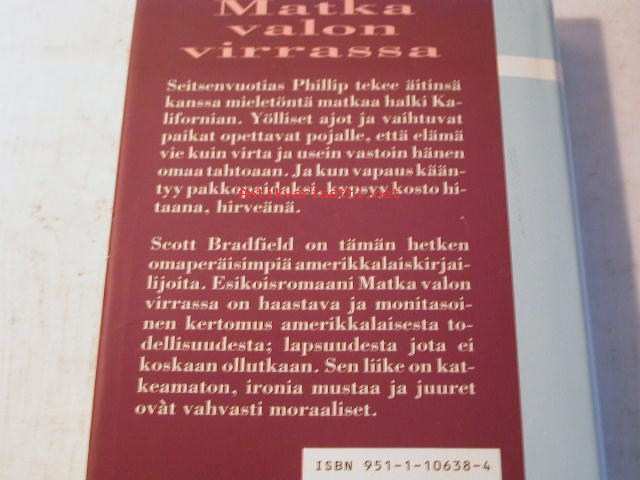 Matka
valon
virrassa
Seitsenvuotias Phillip tekee äitinsä
kanssa mieletöntä matkaa halki Ka-
lifornian. Yölliset ajot ja vaihtuvat
paikat opettavat pojalle, että elämä
vie kuin virta ja usein vastoin hänen
omaa tahtoaan. Ja kun vapaus kään-
tyy pakkopaidaksi, kypsyy kosto hi-
taana, hirveänä.
Scott Bradfield on tämän hetken
omaperäisimpiä amerikkalaiskirjai-
lijoita. Esikoisromaani Matka valon
virrassa on haastava ja monitasoi-
nen kertomus amerikkalaisesta to-
dellisuudesta; lapsuudesta jota ei
koskaan ollutkaan. Sen liike on kat-
keamaton, ironia mustaa ja juuret
ovat vahvasti moraaliset.
ISBN 951-1-10638-4